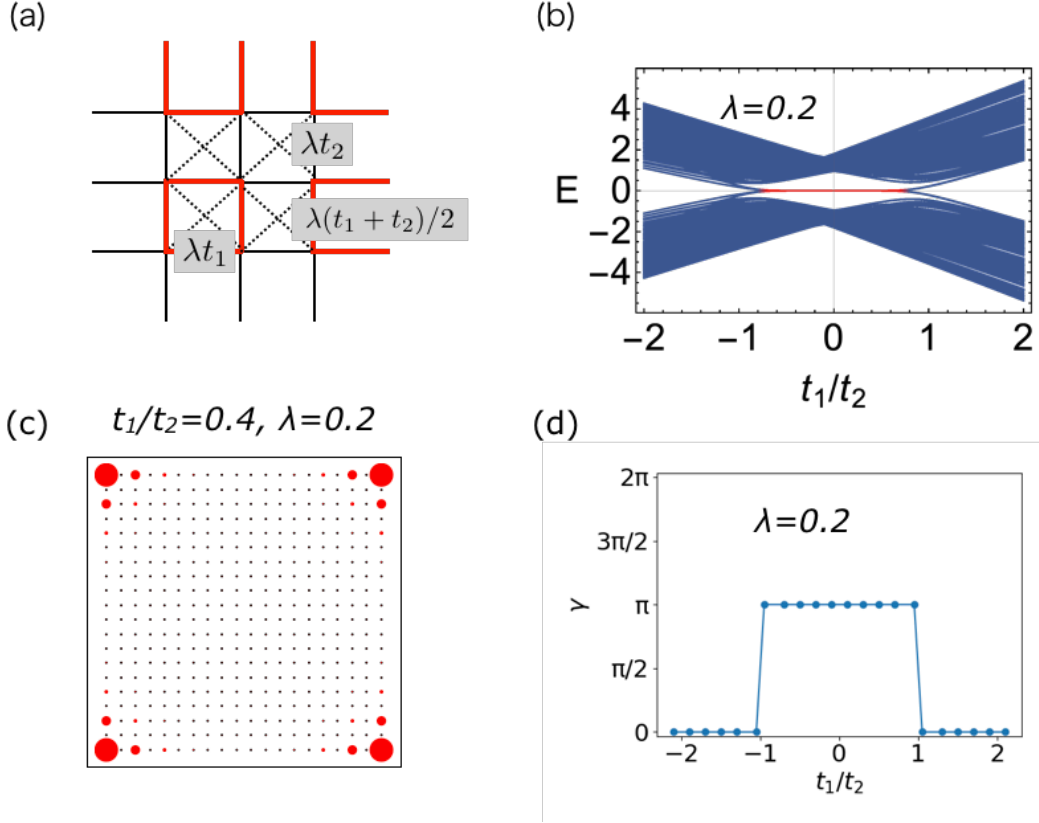 (a)
λt₂
λ(t₁ + t₂)/2
λt₁
(b)
λ=0.2
4
2
E
0
−2
−4
−2 −1 0 1 2
t₁/t₂
(c)
t₁/t₂=0.4, λ=0.2
(d)
2π
λ=0.2
3π/2
γ
π
π/2
0
−2 −1 0 1 2
t₁/t₂